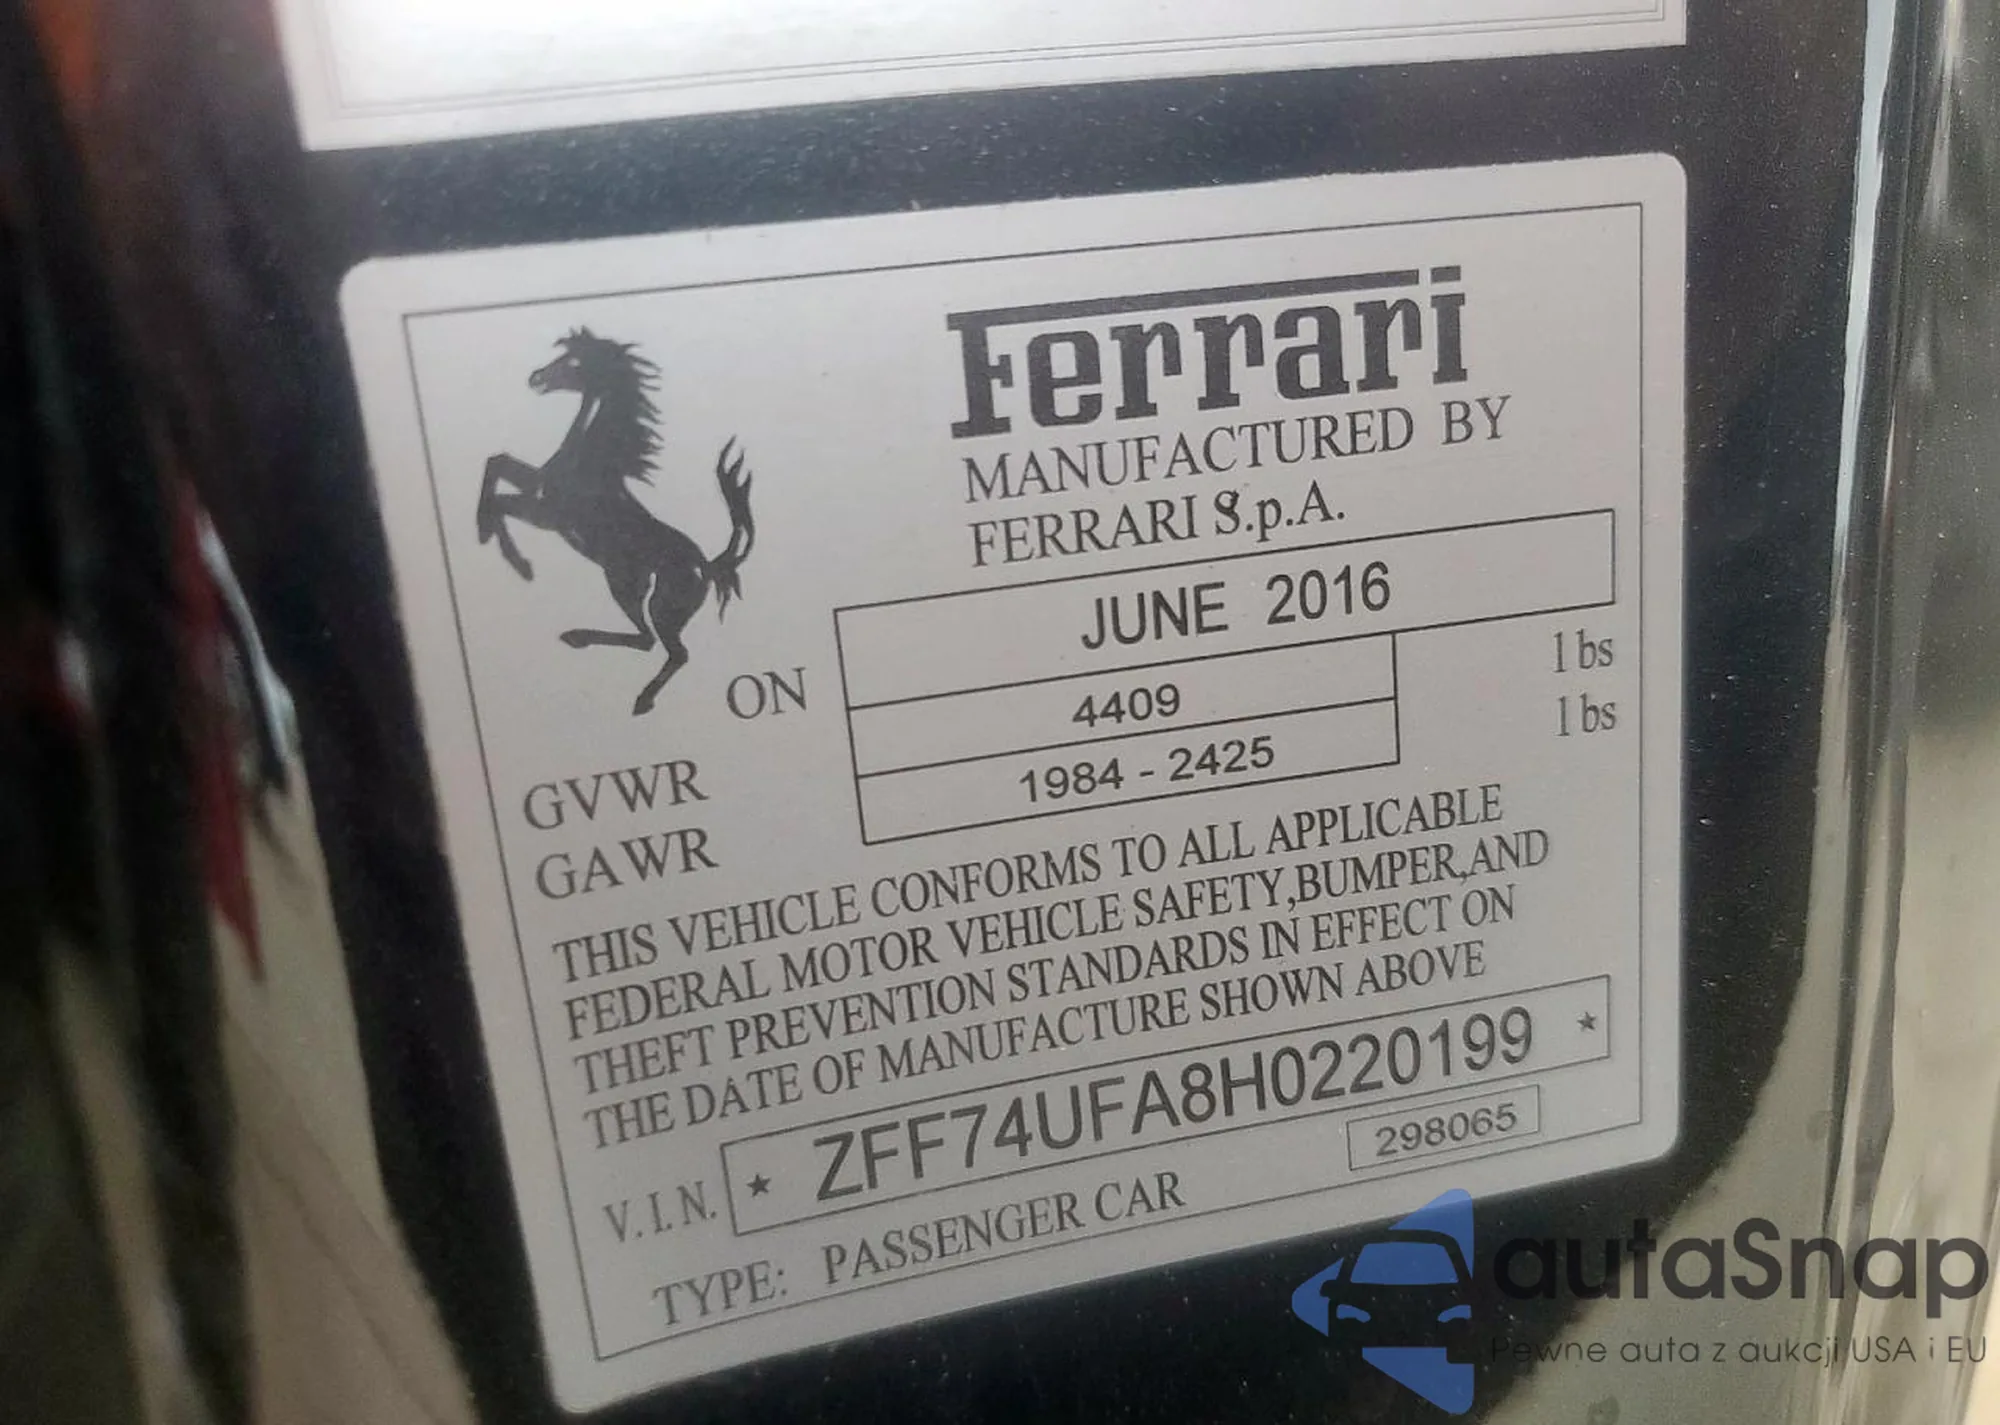 Ferrari
MANUFACTURED BY
FERRARI S.p.A.
ON JUNE 2016
GVWR 4409 lbs
GAWR 1984 - 2425 lbs
THIS VEHICLE CONFORMS TO ALL APPLICABLE
FEDERAL MOTOR VEHICLE SAFETY,BUMPER,AND
THEFT PREVENTION STANDARDS IN EFFECT ON
THE DATE OF MANUFACTURE SHOWN ABOVE
V.I.N. * ZFF74UFA8H0220199 *
298065
TYPE: PASSENGER CAR
autaSnap
Pewne auta z aukcji USA i EU